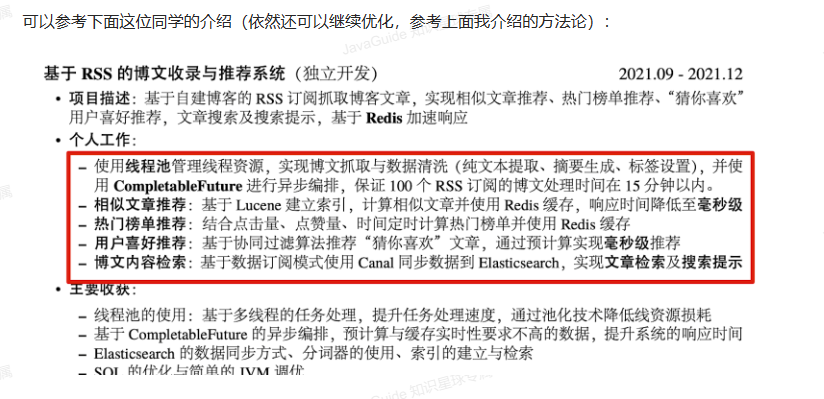 可以参考下面这位同学的介绍（依然还可以继续优化，参考上面我介绍的方法论）：
JavaGuide 知识星球专属
基于 RSS 的博文收录与推荐系统（独立开发） 2021.09 - 2021.12
• 项目描述：基于自建博客的 RSS 订阅抓取博客文章，实现相似文章推荐、热门榜单推荐、“猜你喜欢”
用户喜好推荐，文章搜索及搜索提示，基于 Redis 加速响应
• 个人工作：
– 使用线程池管理线程资源，实现博文抓取与数据清洗（纯文本提取、摘要生成、标签设置），并使
用 CompletableFuture 进行异步编排，保证 100 个 RSS 订阅的博文处理时间在 15 分钟以内。
– 相似文章推荐：基于 Lucene 建立索引，计算相似文章并使用 Redis 缓存，响应时间降低至毫秒级
– 热门榜单推荐：结合点击量、点赞量、时间定时计算热门榜单并使用 Redis 缓存
– 用户喜好推荐：基于协同过滤算法推荐“猜你喜欢”文章，通过预计算实现毫秒级推荐
– 博文内容检索：基于数据订阅模式使用 Canal 同步数据到 Elasticsearch，实现文章检索及搜索提示
• 主要收获：
– 线程池的使用：基于多线程的任务处理，提升任务处理速度，通过池化技术降低线资源损耗
– 基于 CompletableFuture 的异步编排，预计算与缓存实时性要求不高的数据，提升系统的响应时间
– Elasticsearch 的数据同步方式、分词器的使用、索引的建立与检索
– SQL 的优化与简单的 JVM 调优
Guide 知识星球专属